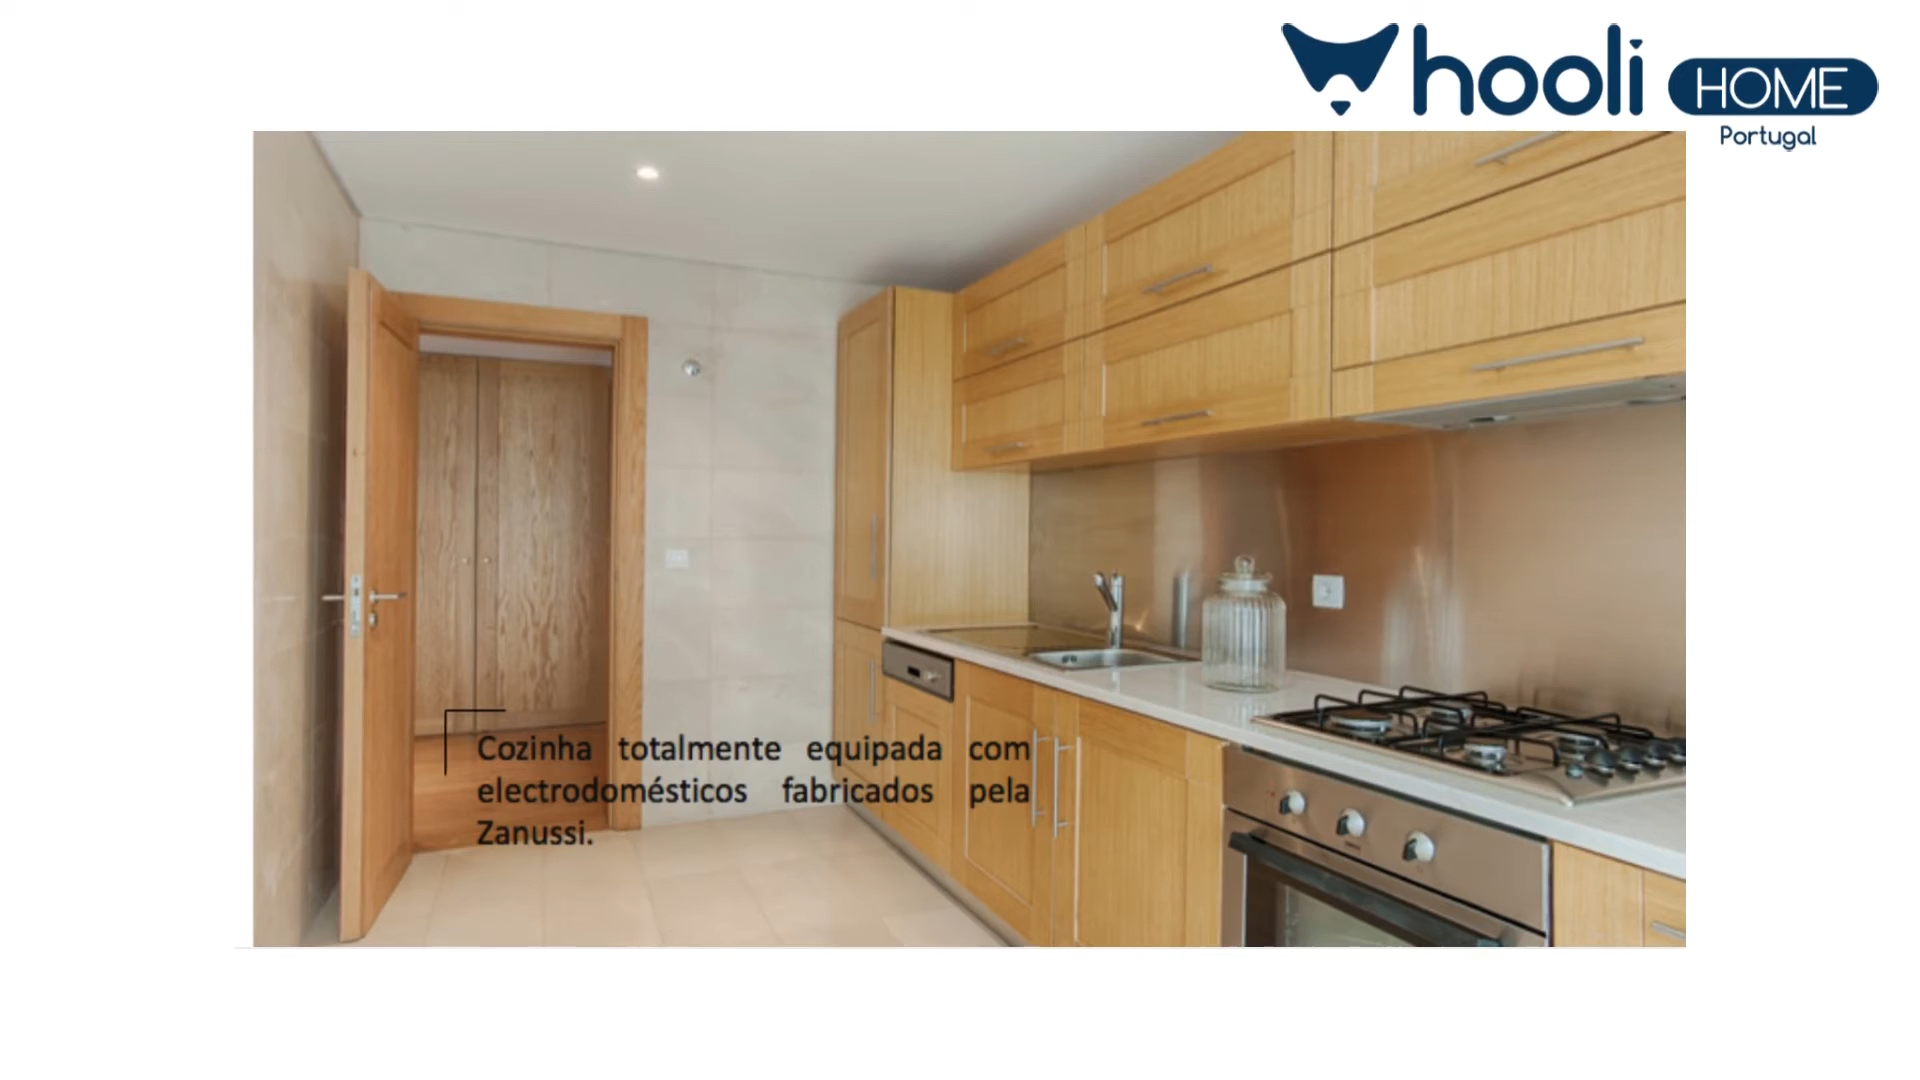 hooli HOME
Portugal
Cozinha totalmente equipada com
electrodomésticos fabricados pela
Zanussi.